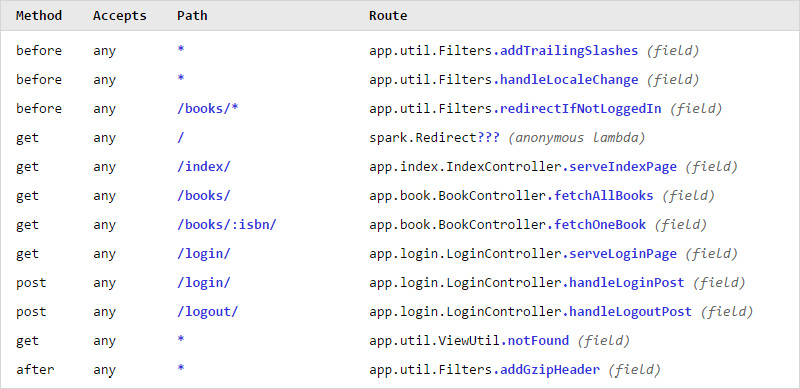 Method Accepts Path Route
before any * app.util.Filters.addTrailingSlashes (field)
before any * app.util.Filters.handleLocaleChange (field)
before any /books/* app.util.Filters.redirectIfNotLoggedIn (field)
get any / spark.Redirect??? (anonymous lambda)
get any /index/ app.index.IndexController.serveIndexPage (field)
get any /books/ app.book.BookController.fetchAllBooks (field)
get any /books/:isbn/ app.book.BookController.fetchOneBook (field)
get any /login/ app.login.LoginController.serveLoginPage (field)
post any /login/ app.login.LoginController.handleLoginPost (field)
post any /logout/ app.login.LoginController.handleLogoutPost (field)
get any * app.util.ViewUtil.notFound (field)
after any * app.util.Filters.addGzipHeader (field)